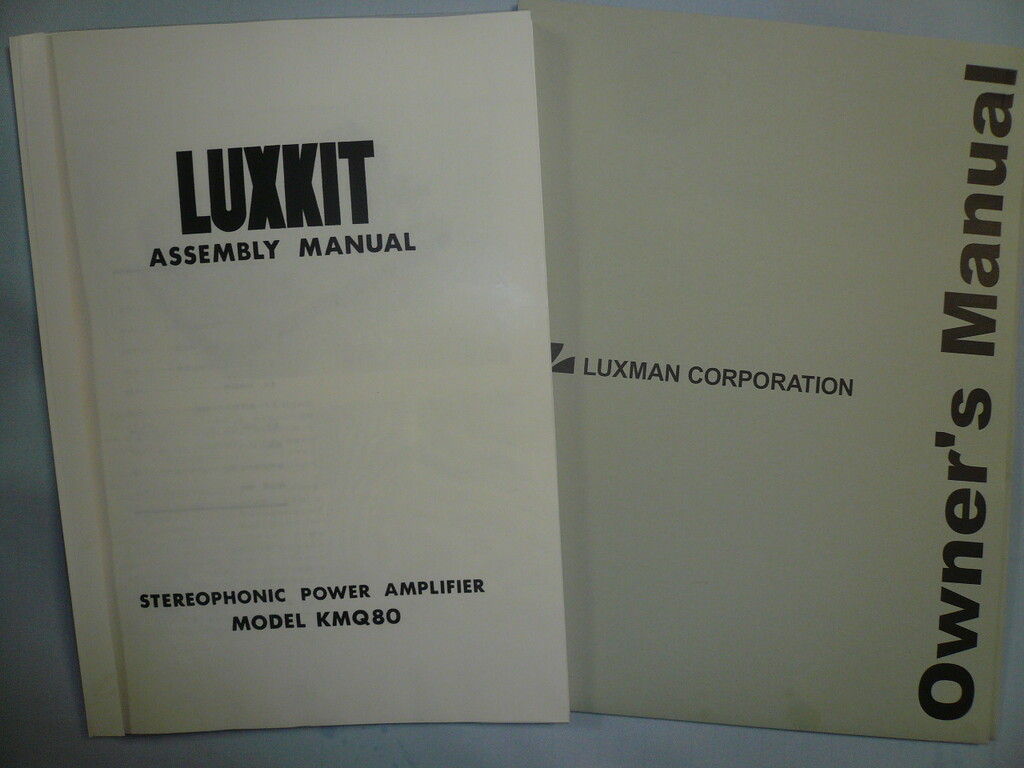 LUXKIT
ASSEMBLY MANUAL
STEREOPHONIC POWER AMPLIFIER
MODEL KMQ80
LUXMAN CORPORATION
Owner's Manual